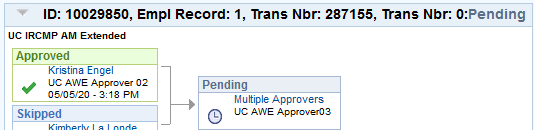 ID: 10029850, Empl Record: 1, Trans Nbr: 287155, Trans Nbr: 0:Pending
UC IRCMP AM Extended
Approved
Kristina Engel
UC AWE Approver 02
05/05/20 - 3:18 PM
Skipped
Kimberly La Londe
Pending
Multiple Approvers
UC AWE Approver03